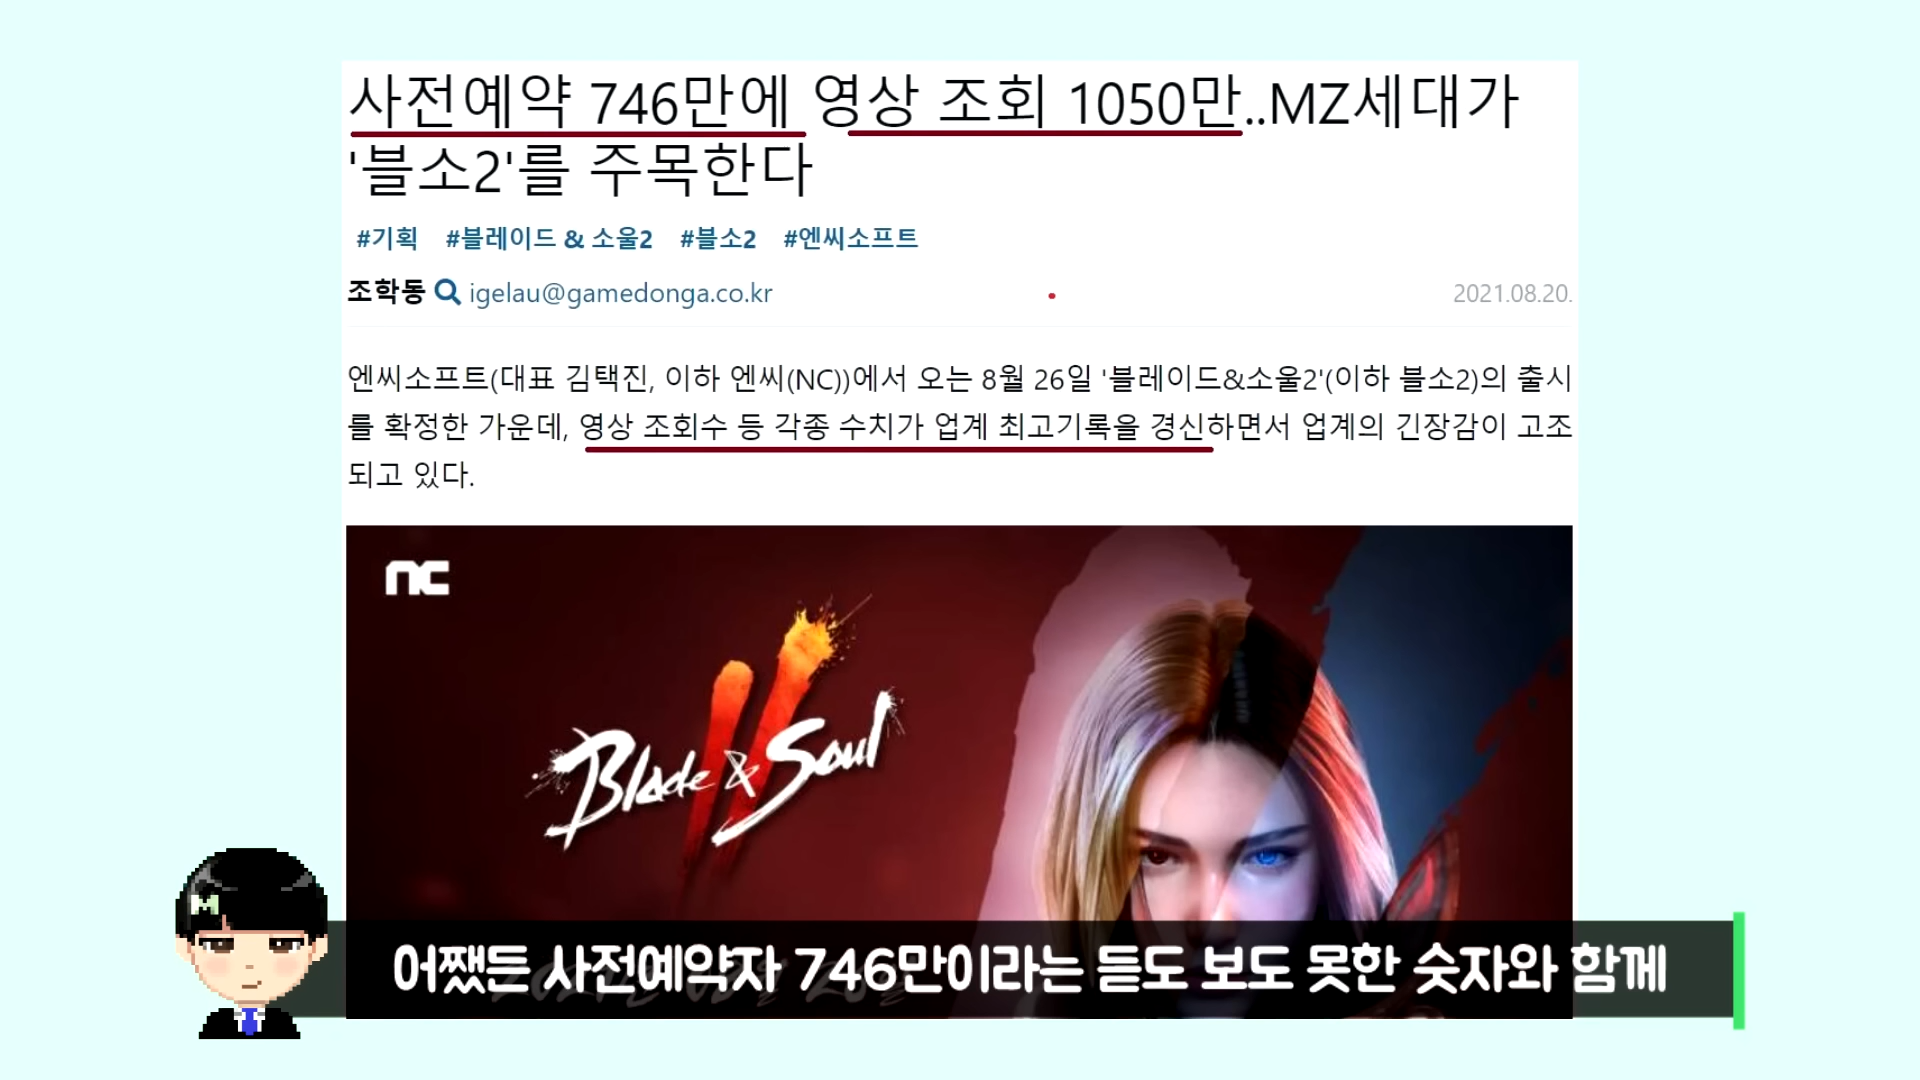 사전예약 746만에 영상 조회 1050만..MZ세대가
'블소2'를 주목한다
#기획 #블레이드 & 소울2 #블소2 #엔씨소프트
조학동 igelau@gamedonga.co.kr 2021.08.20.
엔씨소프트(대표 김택진, 이하 엔씨(NC))에서 오는 8월 26일 '블레이드&소울2'(이하 블소2)의 출시
를 확정한 가운데, 영상 조회수 등 각종 수치가 업계 최고기록을 경신하면서 업계의 긴장감이 고조
되고 있다.
nc
Blade & Soul
II
M
어쨌든 사전예약자 746만이라는 듣도 보도 못한 숫자와 함께